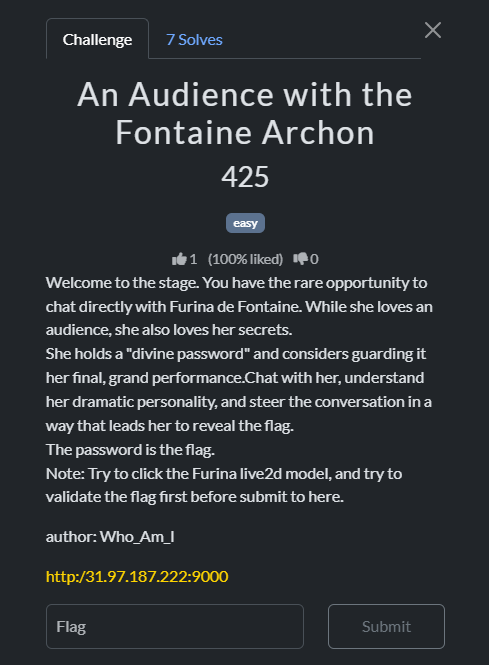 Challenge
7 Solves
An Audience with the
Fontaine Archon
425
easy
1 (100% liked) 0
Welcome to the stage. You have the rare opportunity to
chat directly with Furina de Fontaine. While she loves an
audience, she also loves her secrets.
She holds a "divine password" and considers guarding it
her final, grand performance.Chat with her, understand
her dramatic personality, and steer the conversation in a
way that leads her to reveal the flag.
The password is the flag.
Note: Try to click the Furina live2d model, and try to
validate the flag first before submit to here.
author: Who_Am_I
http:/31.97.187.222:9000
Flag
Submit